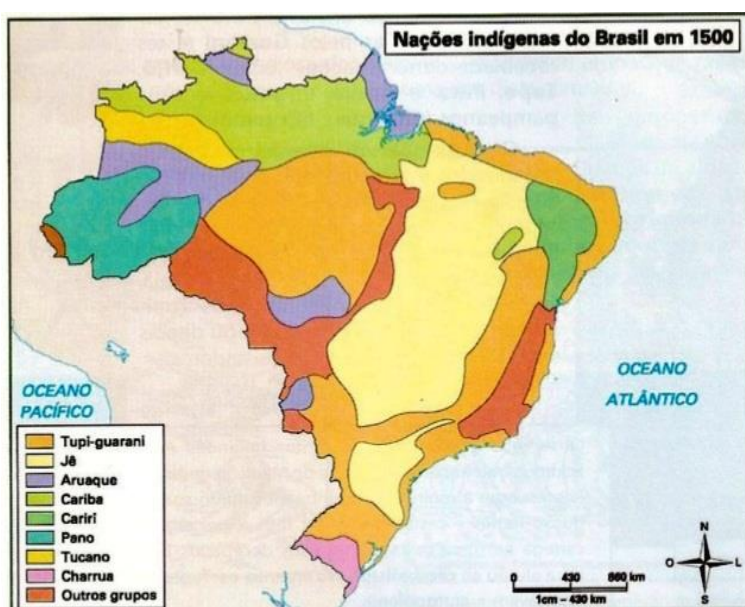 Nações indígenas do Brasil em 1500
OCEANO
PACÍFICO
OCEANO
ATLÂNTICO
Tupi-guarani
Jê
Aruaque
Cariba
Cariri
Pano
Tucano
Charrua
Outros grupos
N
O
L
S
0 430 860 km
1cm – 430 km